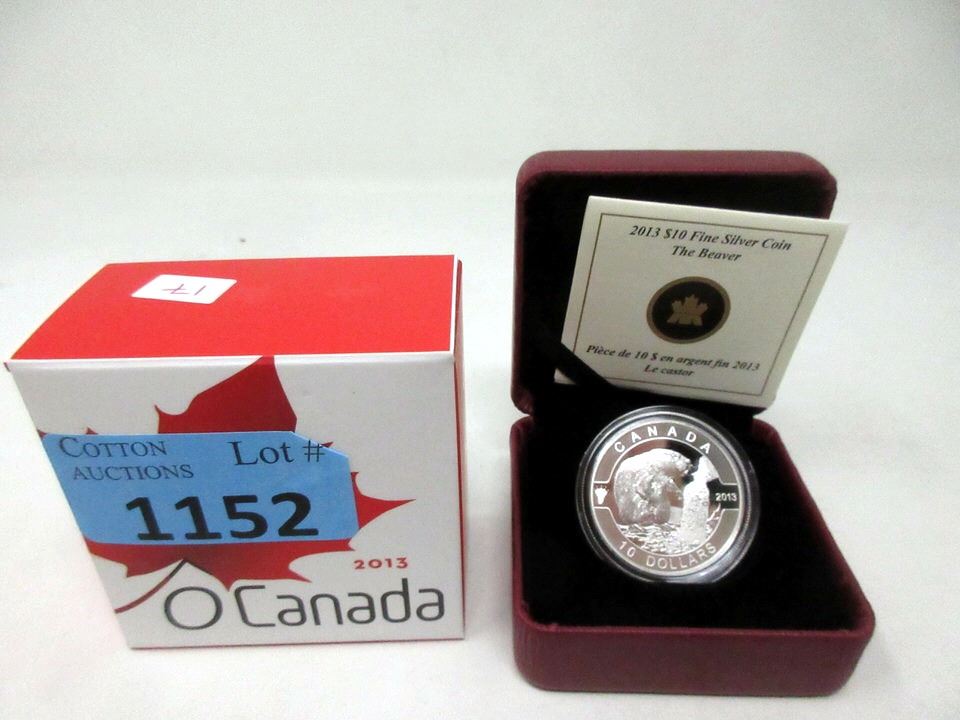 17
COTTON
AUCTIONS
Lot #
1152
2013
O Canada
2013 $10 Fine Silver Coin
The Beaver
Pièce de 10 $ en argent fin 2013
Le castor
CANADA
2013
10 DOLLARS